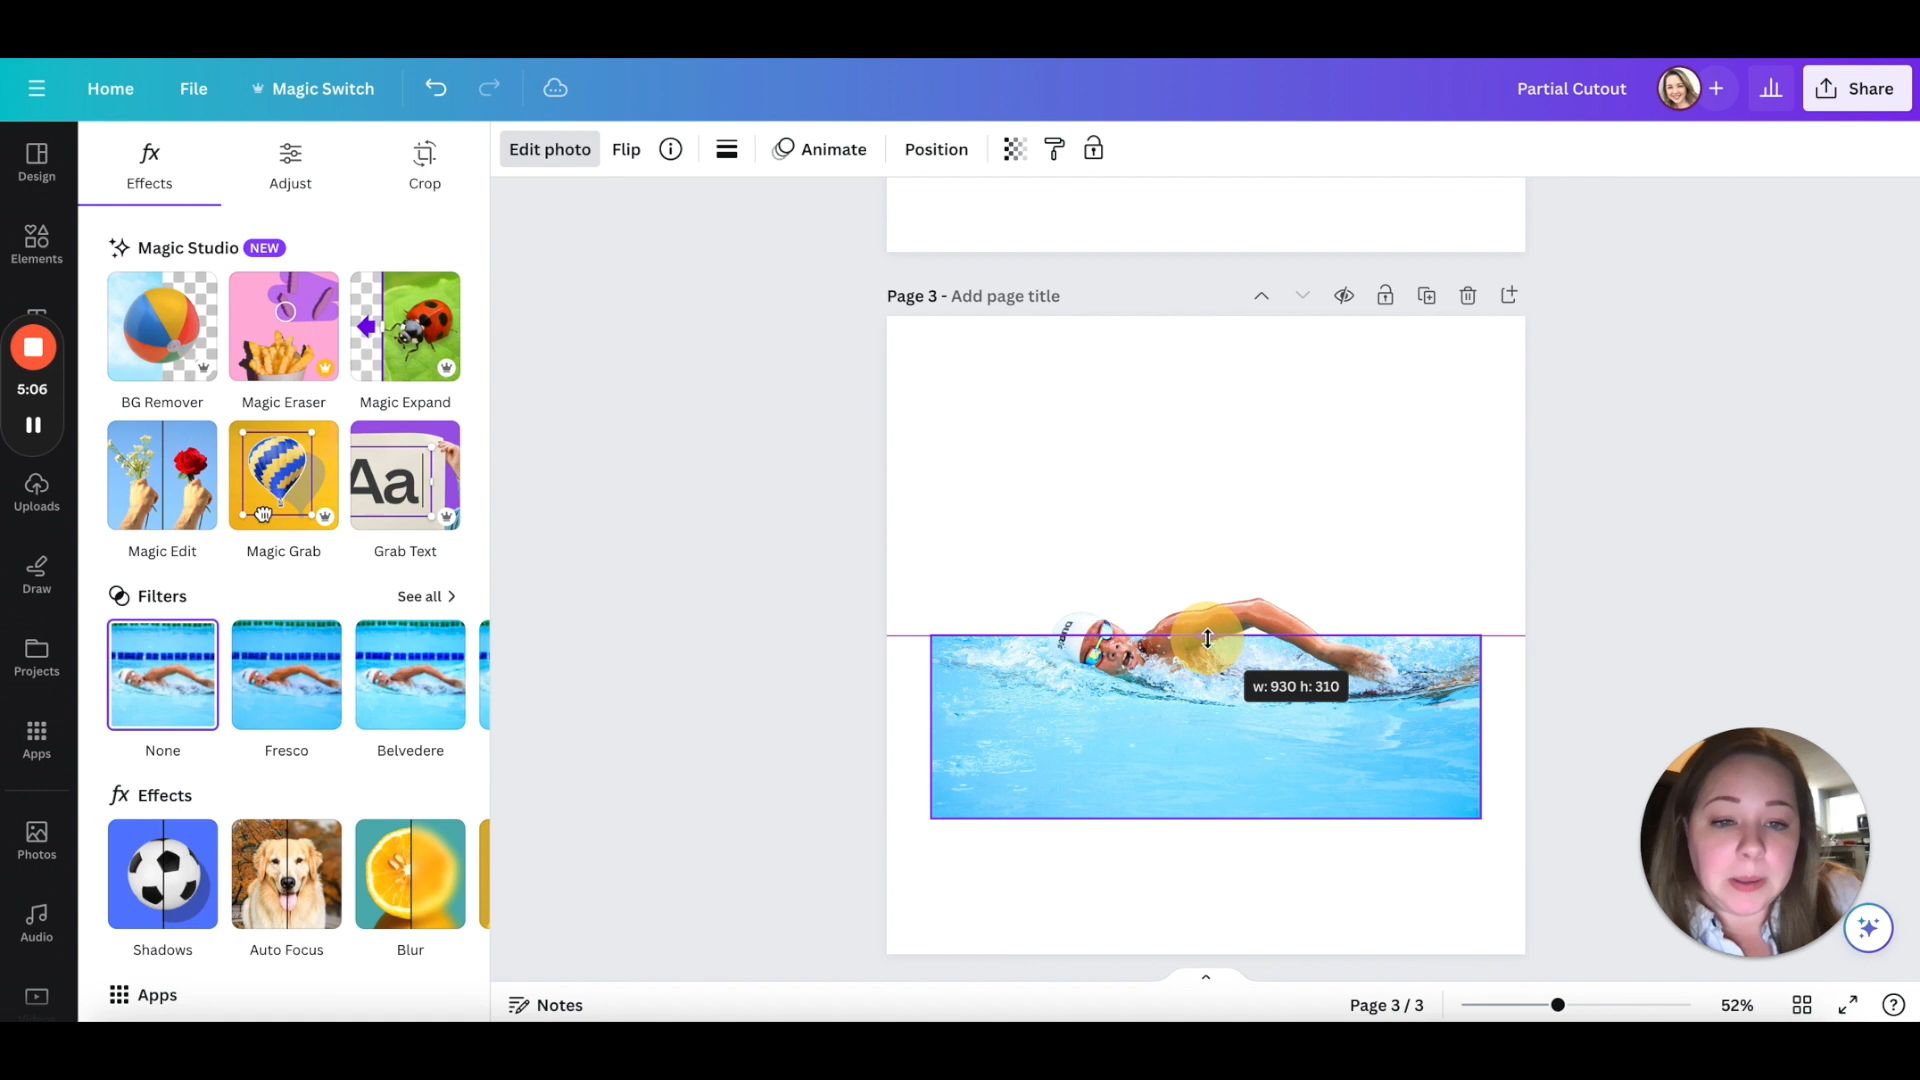 Home
File
Magic Switch
Partial Cutout
Share
Design
Elements
5:06
Uploads
Draw
Projects
Apps
Photos
Audio
Effects
Adjust
Crop
Magic Studio NEW
BG Remover
Magic Eraser
Magic Expand
Aa
Magic Edit
Magic Grab
Grab Text
Filters
See all
None
Fresco
Belvedere
fx Effects
Shadows
Auto Focus
Blur
Apps
Edit photo
Flip
Animate
Position
Page 3 - Add page title
w: 930 h: 310
Notes
Page 3 / 3
52%